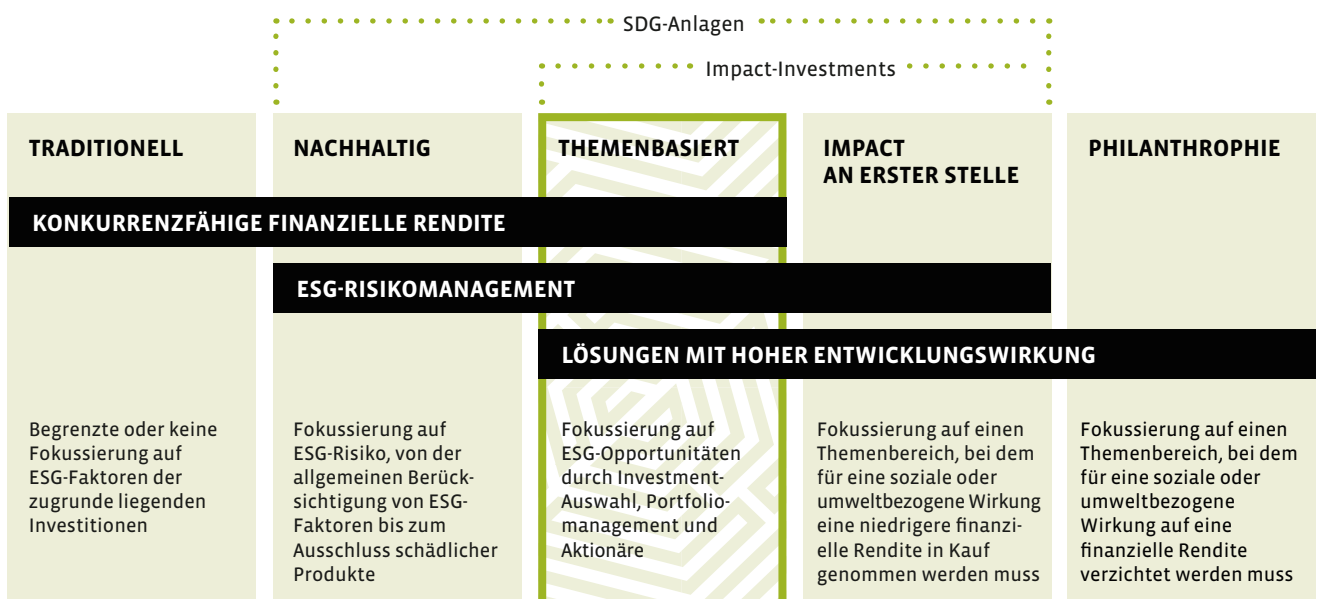 SDG-Anlagen
Impact-Investments
TRADITIONELL
NACHHALTIG
THEMENBASIERT
IMPACT
AN ERSTER STELLE
PHILANTHROPHIE
KONKURRENZFÄHIGE FINANZIELLE RENDITE
ESG-RISIKOMANAGEMENT
LÖSUNGEN MIT HOHER ENTWICKLUNGSWIRKUNG
Begrenzte oder keine
Fokussierung auf
ESG-Faktoren der
zugrunde liegenden
Investitionen
Fokussierung auf
ESG-Risiko, von der
allgemeinen Berück-
sichtigung von ESG-
Faktoren bis zum
Ausschluss schädlicher
Produkte
Fokussierung auf
ESG-Opportunitäten
durch Investment-
Auswahl, Portfolio-
management und
Aktionäre
Fokussierung auf einen
Themenbereich, bei dem
für eine soziale oder
umweltbezogene Wirkung
eine niedrigere finanzi-
elle Rendite in Kauf
genommen werden muss
Fokussierung auf einen
Themenbereich, bei dem
für eine soziale oder
umweltbezogene
Wirkung auf eine
finanzielle Rendite
verzichtet werden muss